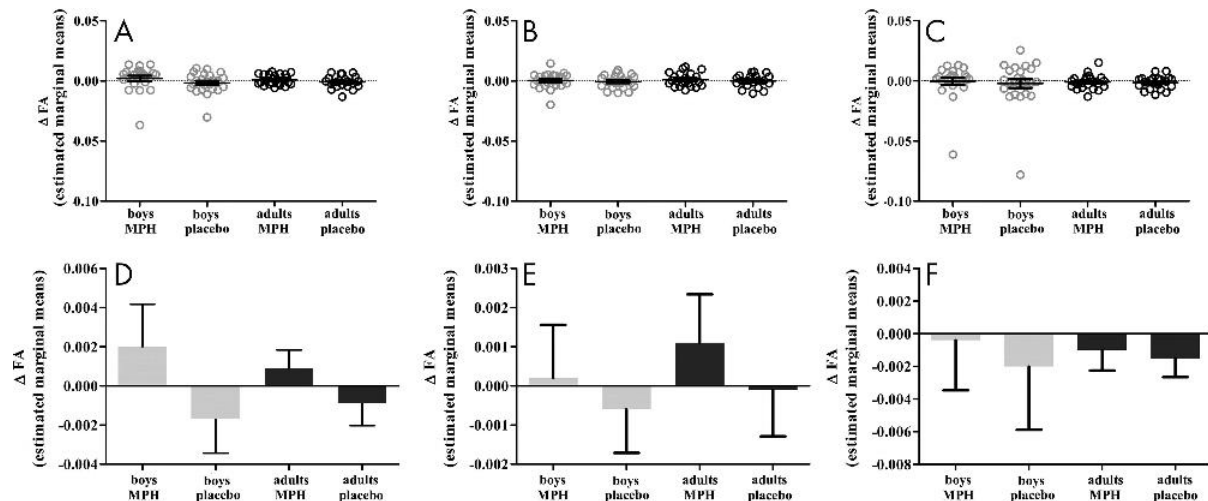 A
0.05
0.00
-0.05
-0.10
Δ FA
(estimated marginal means)
boys
MPH
boys
placebo
adults
MPH
adults
placebo
B
0.05
0.00
-0.05
-0.10
Δ FA
(estimated marginal means)
boys
MPH
boys
placebo
adults
MPH
adults
placebo
C
0.05
0.00
-0.05
-0.10
Δ FA
(estimated marginal means)
boys
MPH
boys
placebo
adults
MPH
adults
placebo
D
0.006
0.004
0.002
0.000
-0.002
-0.004
Δ FA
(estimated marginal means)
boys
MPH
boys
placebo
adults
MPH
adults
placebo
E
0.003
0.002
0.001
0.000
-0.001
-0.002
Δ FA
(estimated marginal means)
boys
MPH
boys
placebo
adults
MPH
adults
placebo
F
0.004
0.002
0.000
-0.002
-0.004
-0.006
-0.008
Δ FA
(estimated marginal means)
boys
MPH
boys
placebo
adults
MPH
adults
placebo